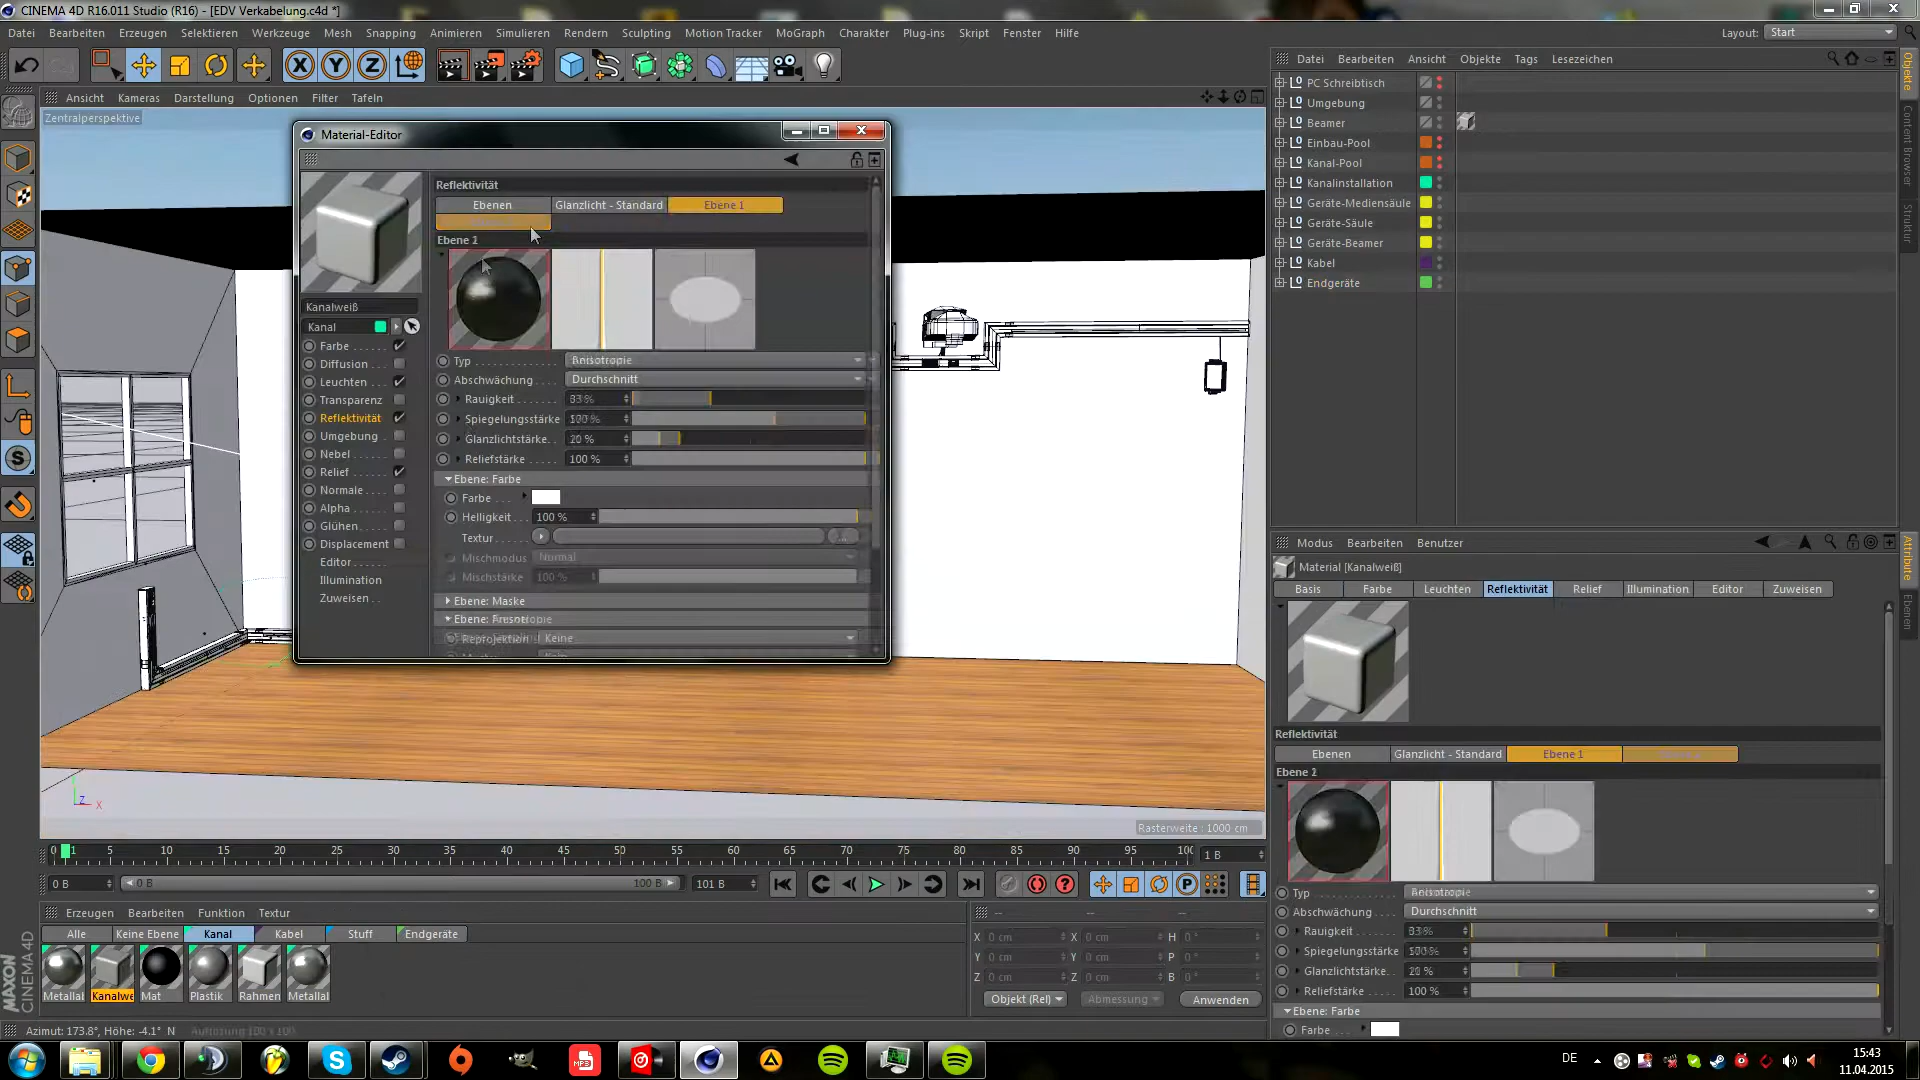 CINEMA 4D R16.011 Studio (R16) - [EDV Verkabelung.c4d *]
Datei Bearbeiten Erzeugen Selektieren Werkzeuge Mesh Snapping Animieren Simulieren Rendern Sculpting Motion Tracker MoGraph Charakter Plug-ins Skript Fenster Hilfe Layout: Start
Ansicht Kameras Darstellung Optionen Filter Tafeln
Zentralperspektive
Material-Editor
Reflektivität
Ebenen Glanzlicht - Standard Ebene 1
Kanalweiß
Kanal
Farbe
Diffusion
Leuchten
Transparenz
Reflektivität
Umgebung
Nebel
Relief
Normale
Alpha
Glühen
Displacement
Editor
Illumination
Zuweisen
Typ
Abschwächung Durchschnitt
Rauigkeit
Spiegelungsstärke
Glanzlichtstärke
Reliefstärke 100 %
Ebene: Farbe
Farbe
Helligkeit 100 %
Textur
Mischmodus Normal
Mischstärke 100 %
Ebene: Maske
Reprojektion Keine
Rasterweite : 1000 cm
Datei Bearbeiten Ansicht Objekte Tags Lesezeichen
PC Schreibtisch
Umgebung
Beamer
Einbau-Pool
Kanal-Pool
Kanalinstallation
Geräte-Mediensäule
Geräte-Säule
Geräte-Beamer
Kabel
Endgeräte
Objekte
Content Browser
Struktur
Modus Bearbeiten Benutzer
Material [Kanalweiß]
Basis Farbe Leuchten Reflektivität Relief Illumination Editor Zuweisen
Attribute
Ebenen
Reflektivität
Ebenen Glanzlicht - Standard Ebene 1
Typ
Abschwächung Durchschnitt
Rauigkeit
Spiegelungsstärke
Glanzlichtstärke
Reliefstärke 100 %
Ebene: Farbe
Farbe
0 1 5 10 15 20 25 30 35 40 45 50 55 60 65 70 75 80 85 90 95 100 1 B
0 B 0 B 100 B 101 B
Erzeugen Bearbeiten Funktion Textur
Alle Keine Ebene Kanal Kabel Stuff Endgeräte
Metallal Kanalwe Mat Plastik Rahmen Metallal
X 0 cm X 0 cm H 0 °
Y 0 cm Y 0 cm P 0 °
Z 0 cm Z 0 cm B 0 °
Objekt (Rel) Abmessung Anwenden
MAXON CINEMA 4D
Azimut: 173.8°, Höhe: -4.1° N
DE 15:43
11.04.2015